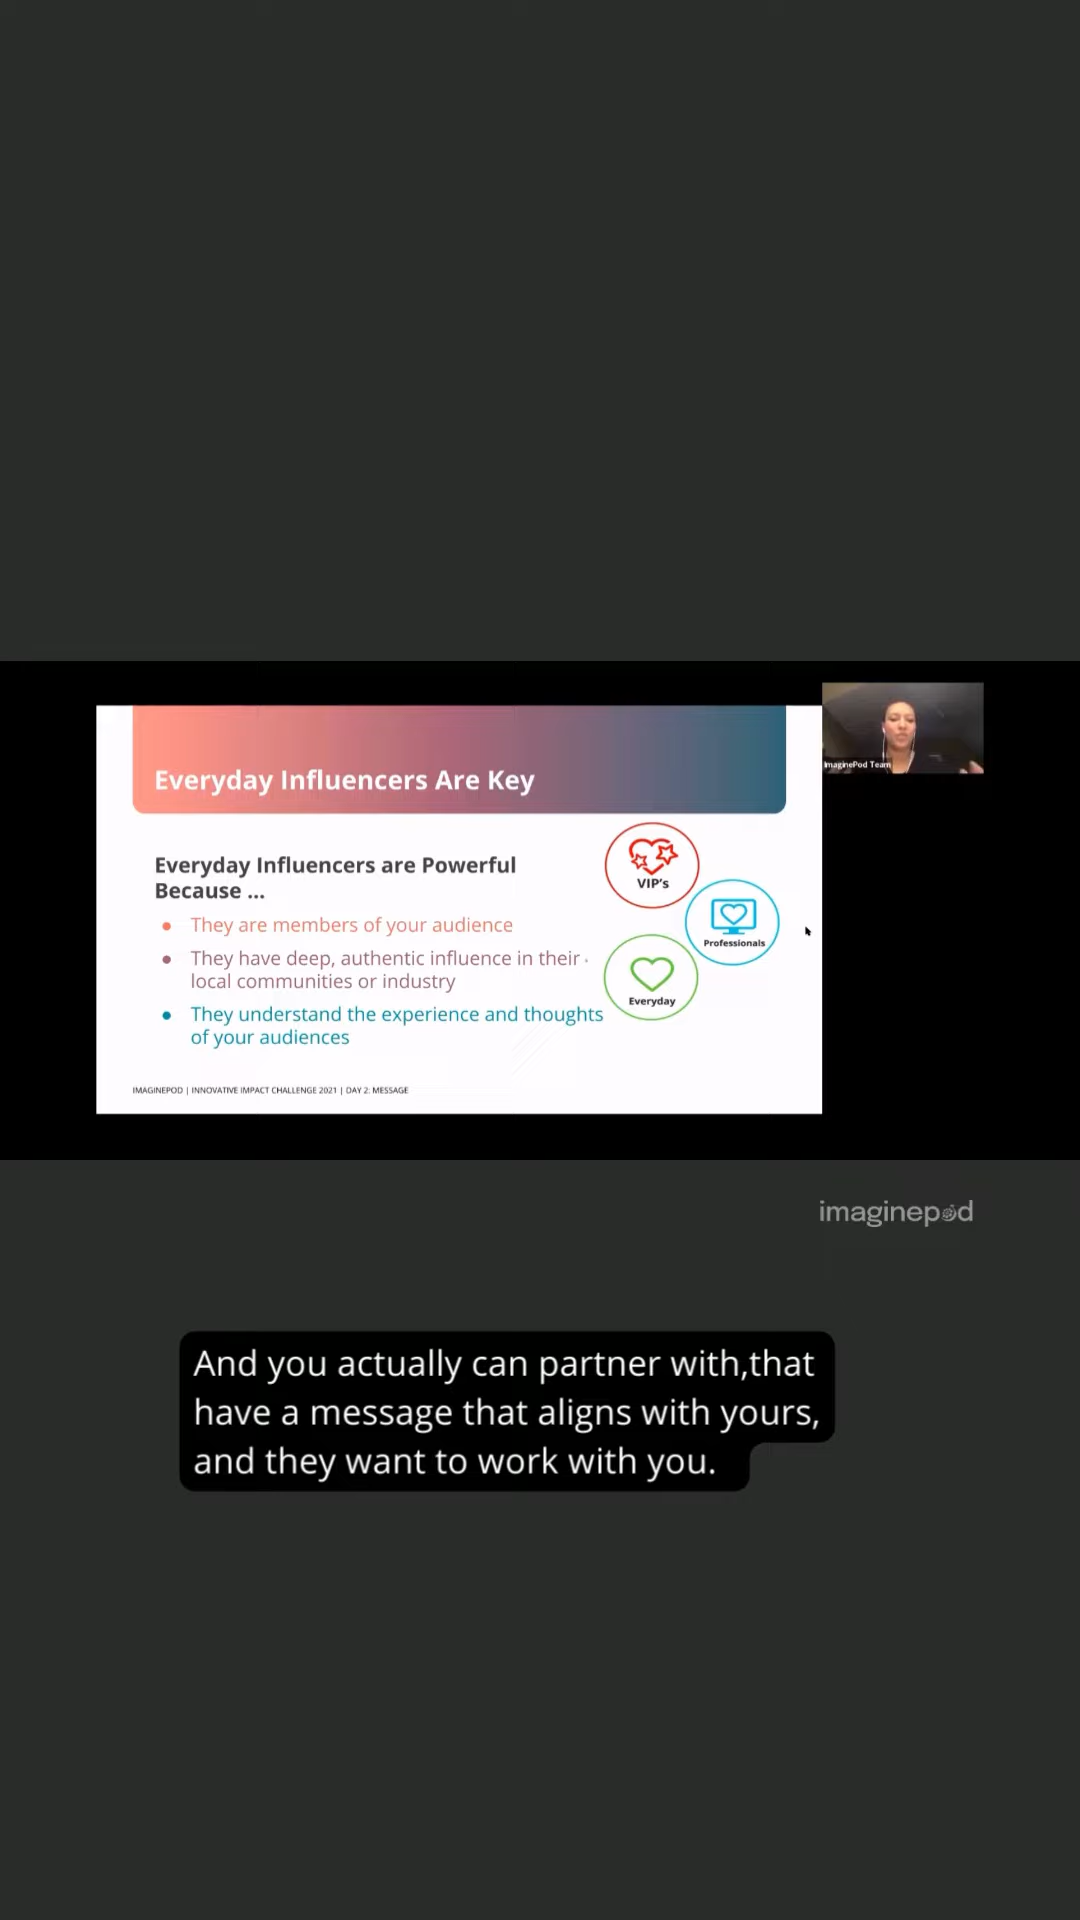 Everyday Influencers Are Key
ImaginePod Team
Everyday Influencers are Powerful
Because ...
● They are members of your audience
● They have deep, authentic influence in their
local communities or industry
● They understand the experience and thoughts
of your audiences
VIP's
Professionals
Everyday
IMAGINEPOD | INNOVATIVE IMPACT CHALLENGE 2021 | DAY 2: MESSAGE
imaginepod
And you actually can partner with,that
have a message that aligns with yours,
and they want to work with you.